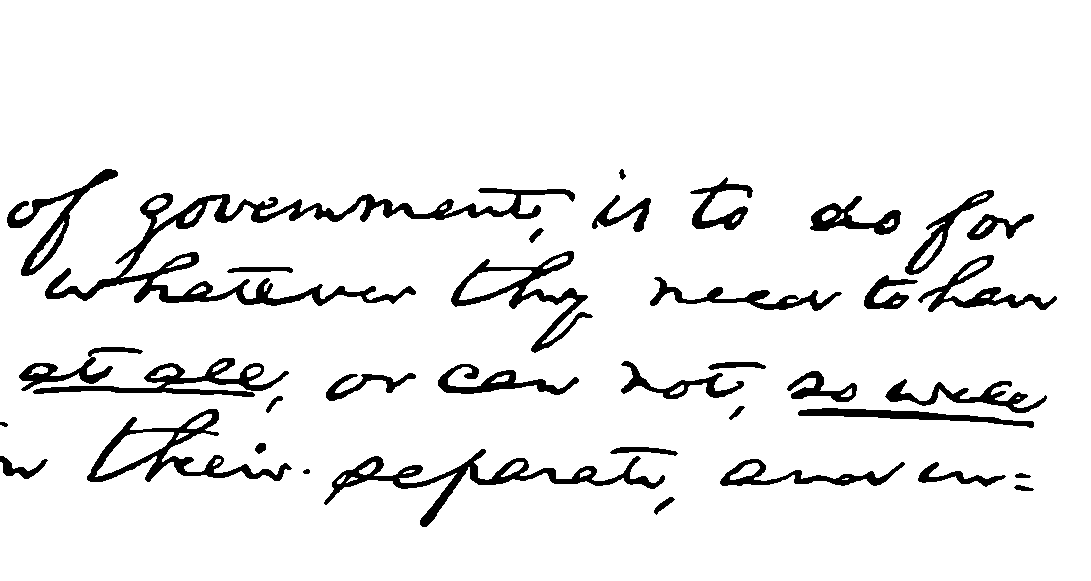 of government, is to do for
whatever they need to have
at all, or can not, so well
their separate, and in=